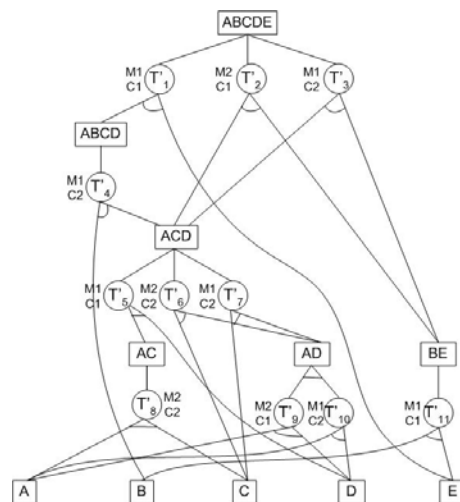 ABCDE
M1 C1 T'1 M2 C1 T'2 M1 C2 T'3
ABCD
M1 C2 T'4
ACD
M1 C1 T'5 M2 C2 T'6 M1 C2 T'7
AC AD BE
T'8 M2 C2 M2 C1 T'9 M1 C2 T'10 M1 C1 T'11
A B C D E